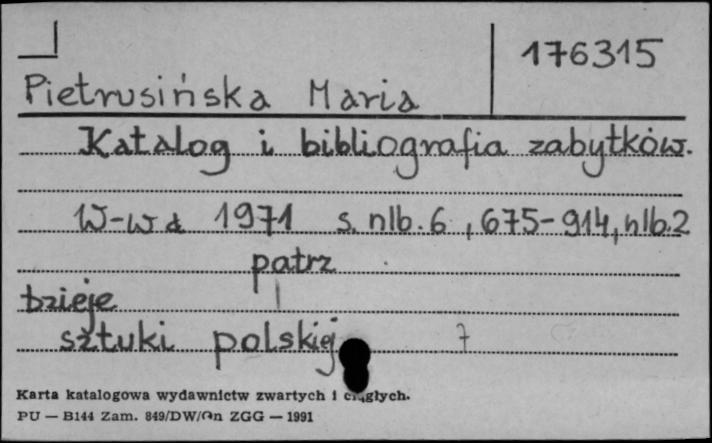 176315
Pietrusińska Maria
Katalog i bibliografia zabytków.
W-wa 1971 s. nlb. 6, 675-914, nlb. 2
patrz
Dzieje
sztuki polskiej 7
Karta katalogowa wydawnictw zwartych i ciągłych.
PU — B144 Zam. 849/DW/ ZGG — 1991